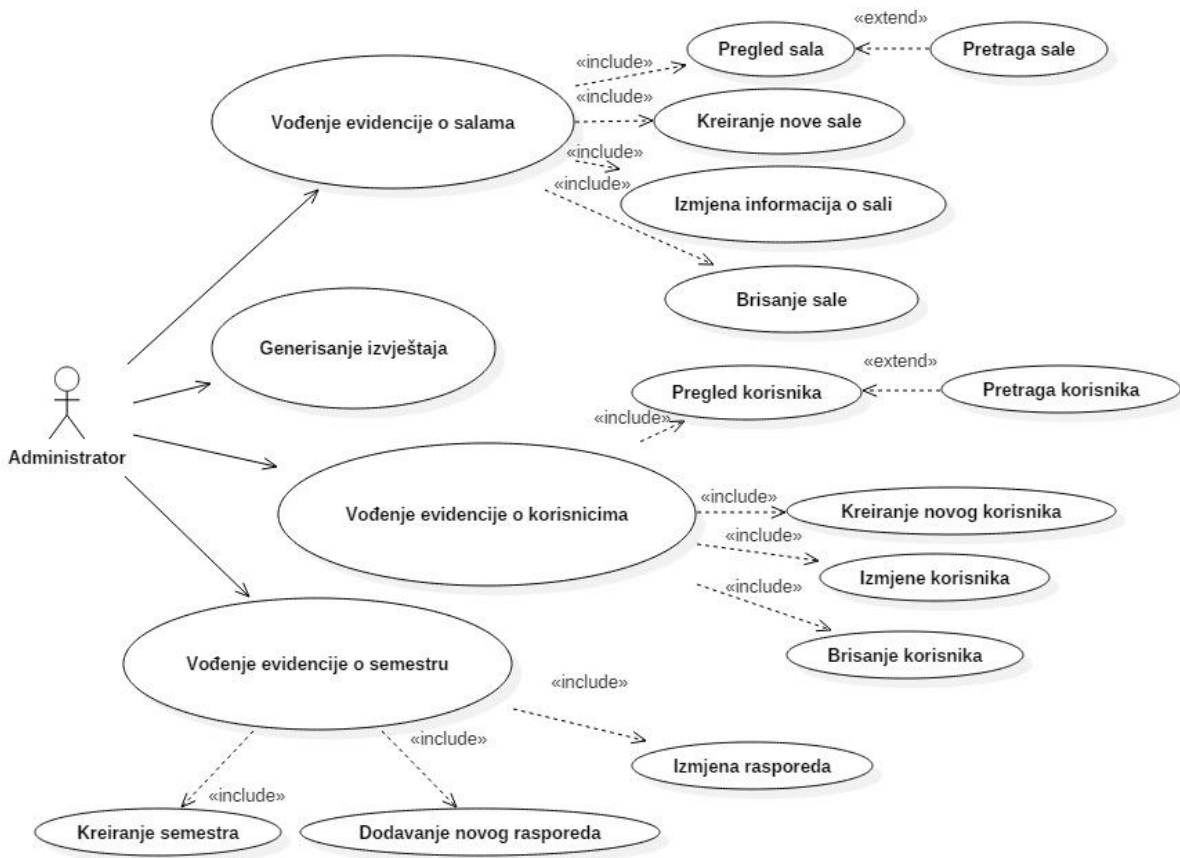 «extend»
Pregled sala
Pretraga sale
«include»
«include»
Vođenje evidencije o salama
Kreiranje nove sale
«include»
«include»
Izmjena informacija o sali
Brisanje sale
Generisanje izvještaja
«extend»
Pregled korisnika
Pretraga korisnika
«include»
Administrator
«include»
Vođenje evidencije o korisnicima
Kreiranje novog korisnika
«include»
Izmjene korisnika
«include»
Brisanje korisnika
Vođenje evidencije o semestru
«include»
«include»
Izmjena rasporeda
«include»
Kreiranje semestra
Dodavanje novog rasporeda